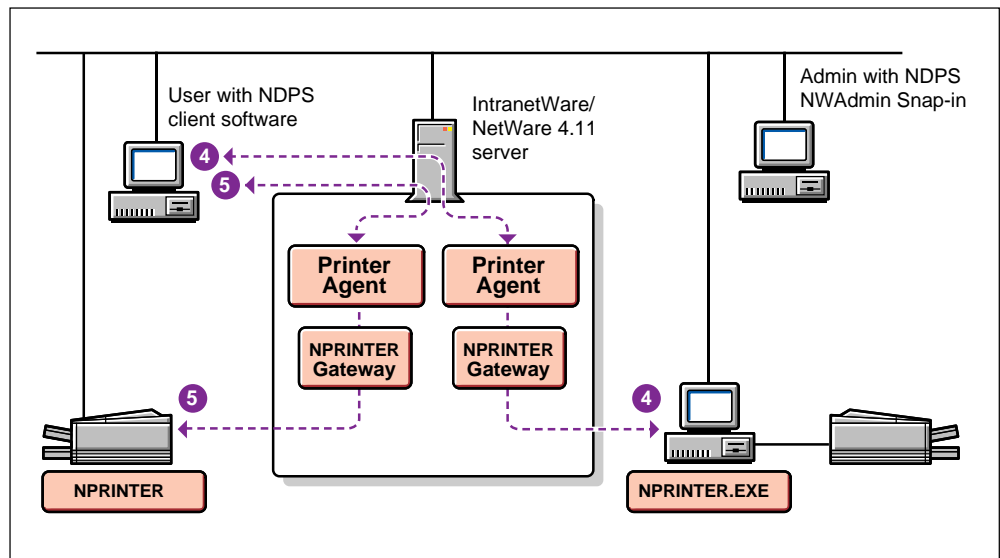 User with NDPS
client software
IntranetWare/
NetWare 4.11
server
Admin with NDPS
NWAdmin Snap-in
4
5
Printer
Agent
Printer
Agent
NPRINTER
Gateway
NPRINTER
Gateway
5
4
NPRINTER
NPRINTER.EXE